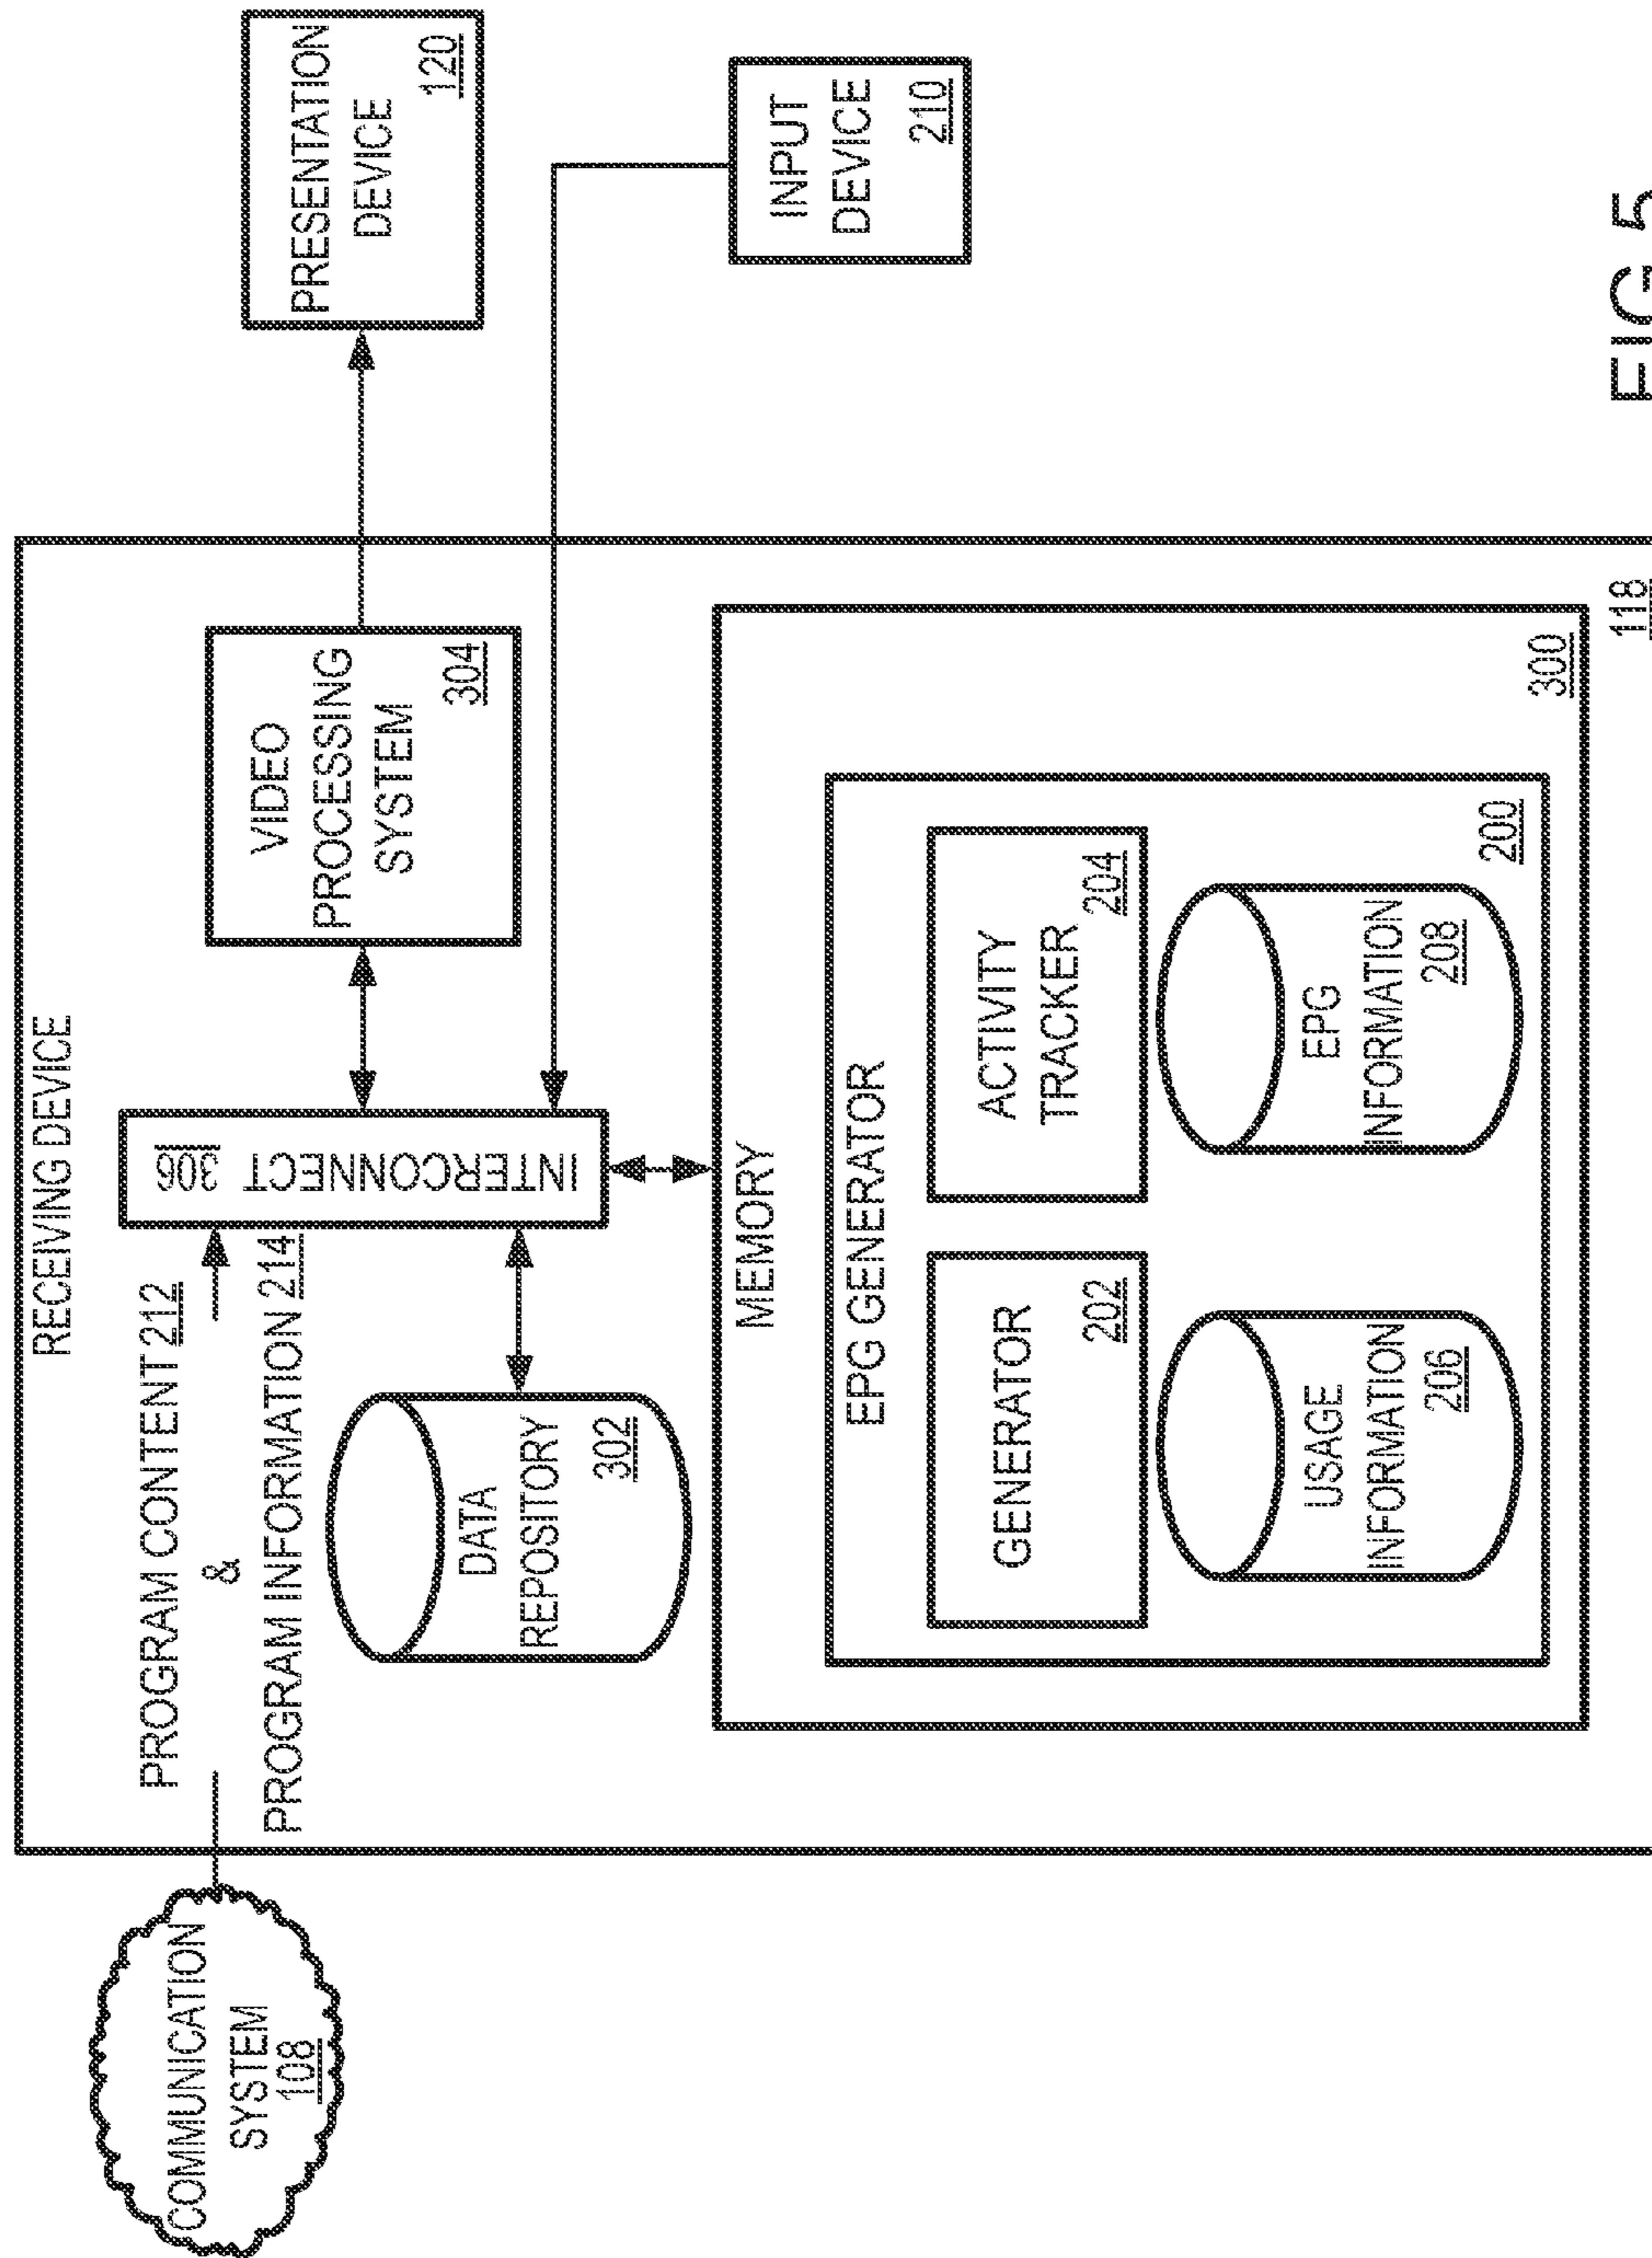 RECEIVING DEVICE
COMMUNICATION
SYSTEM
108
PROGRAM CONTENT 212
&
PROGRAM INFORMATION 214
INTERCONNECT 306
VIDEO
PROCESSING
SYSTEM
304
PRESENTATION
DEVICE
120
DATA
REPOSITORY
302
INPUT
DEVICE
210
MEMORY
EPG GENERATOR
GENERATOR
202
ACTIVITY
TRACKER
204
USAGE
INFORMATION
206
EPG
INFORMATION
208
200
300
118
FIG 5